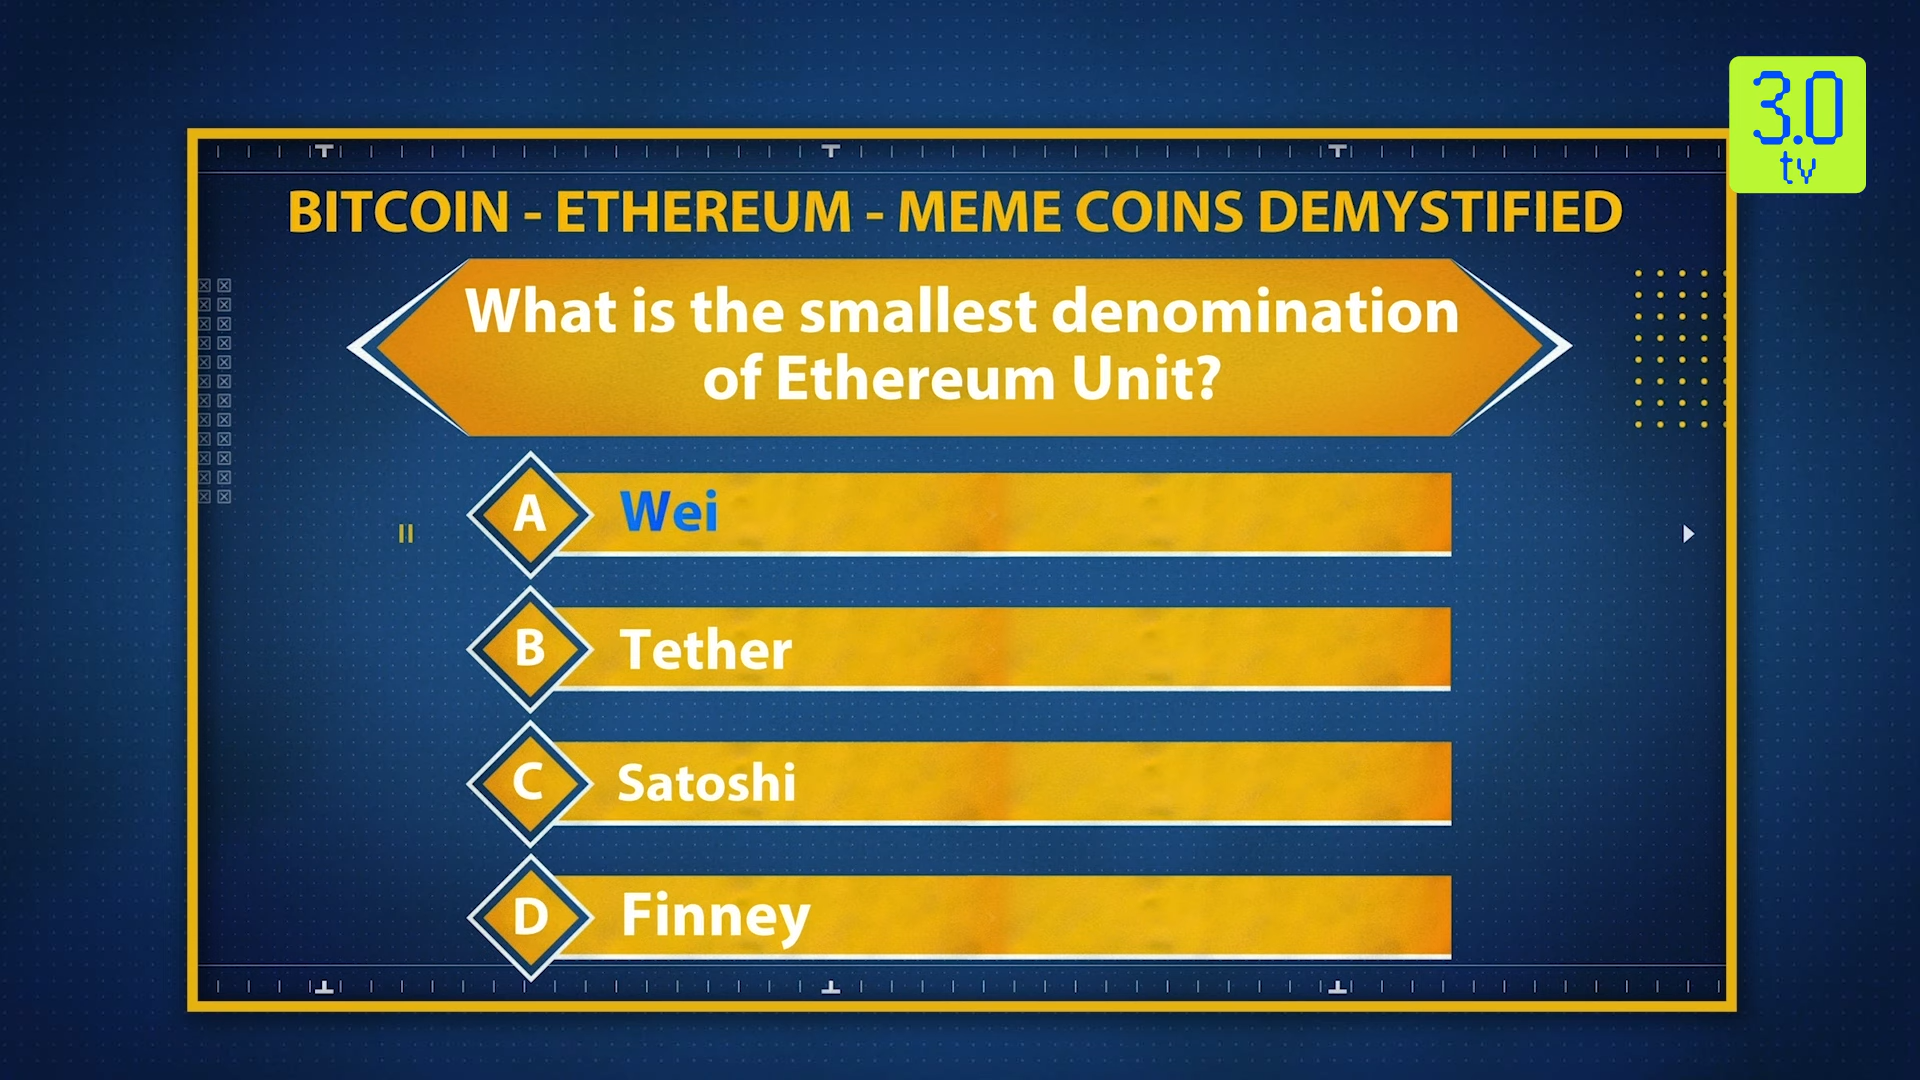 3.0
tv
BITCOIN - ETHEREUM - MEME COINS DEMYSTIFIED
What is the smallest denomination
of Ethereum Unit?
A Wei
B Tether
C Satoshi
D Finney